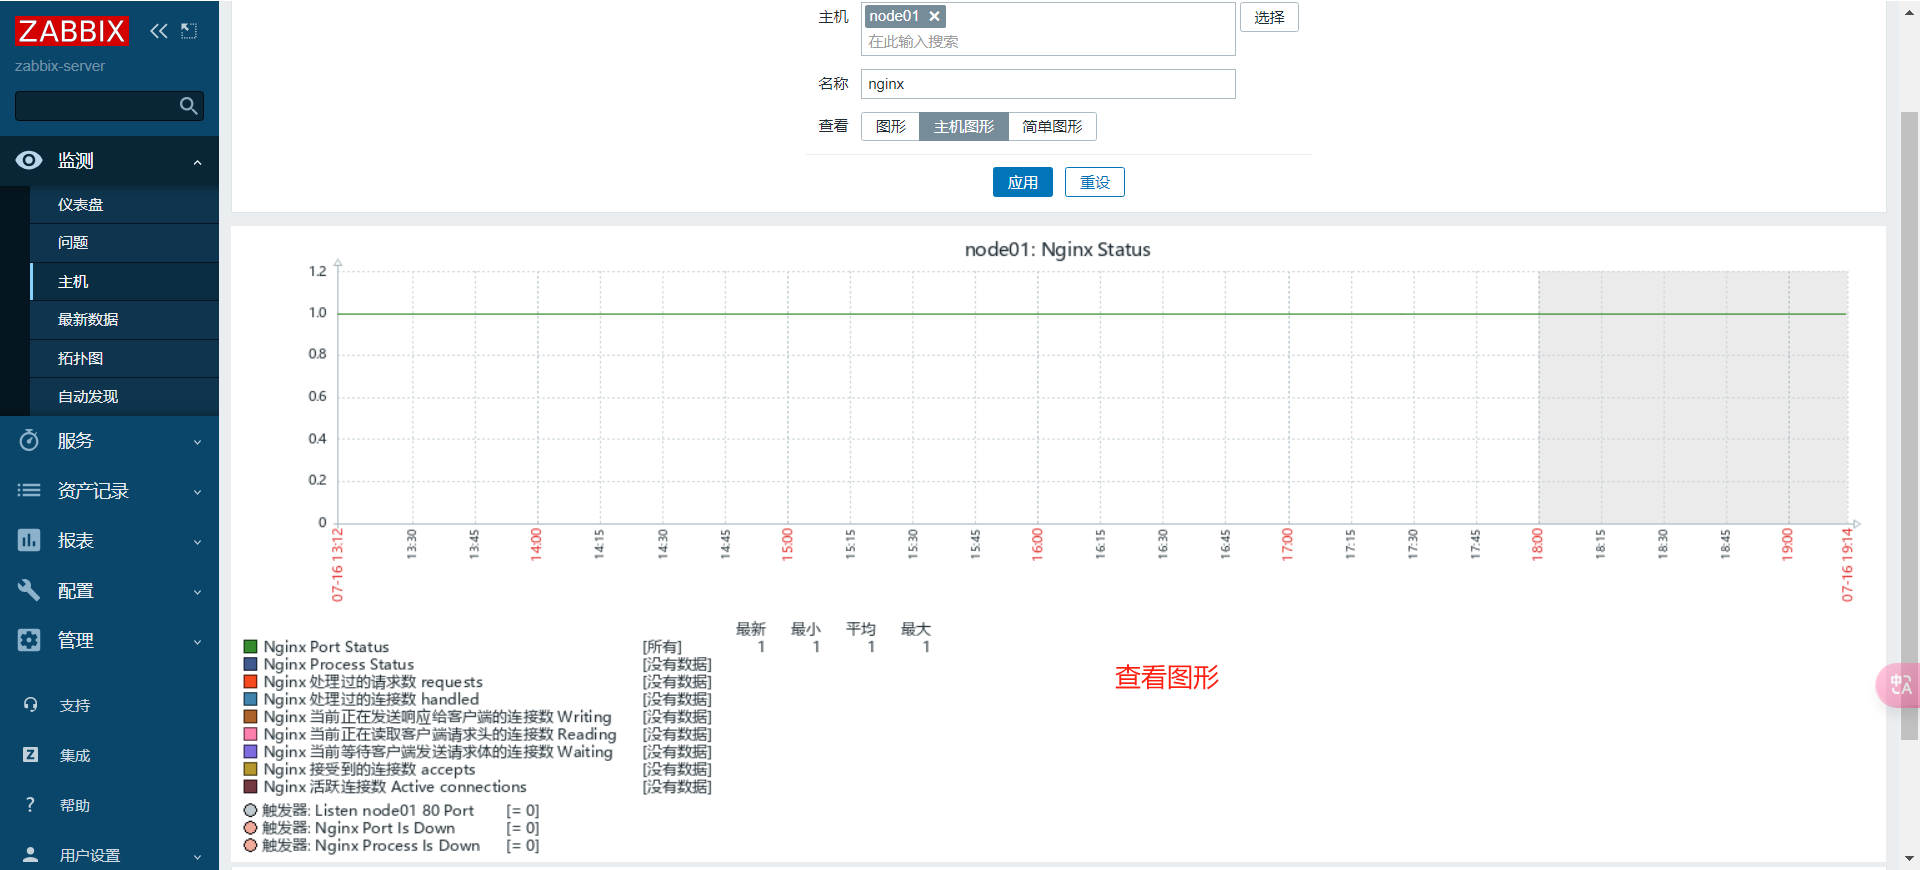 ZABBIX
zabbix-server
监测
仪表盘
问题
主机
最新数据
拓扑图
自动发现
服务
资产记录
报表
配置
管理
支持
集成
帮助
用户设置
主机 node01 选择
在此输入搜索
名称 nginx
查看 图形 主机图形 简单图形
应用 重设
node01: Nginx Status
1.2
1.0
0.8
0.6
0.4
0.2
0
07-16 13:12 13:30 13:45 14:00 14:15 14:30 14:45 15:00 15:15 15:30 15:45 16:00 16:15 16:30 16:45 17:00 17:15 17:30 17:45 18:00 18:15 18:30 18:45 19:00 07-16 19:14
最新 最小 平均 最大
Nginx Port Status [所有] 1 1 1 1
Nginx Process Status [没有数据]
Nginx 处理过的请求数 requests [没有数据]
Nginx 处理过的连接数 handled [没有数据]
Nginx 当前正在发送响应给客户端的连接数 Writing [没有数据]
Nginx 当前正在读取客户端请求头的连接数 Reading [没有数据]
Nginx 当前等待客户端发送请求体的连接数 Waiting [没有数据]
Nginx 接受到的连接数 accepts [没有数据]
Nginx 活跃连接数 Active connections [没有数据]
触发器: Listen node01 80 Port [= 0]
触发器: Nginx Port Is Down [= 0]
触发器: Nginx Process Is Down [= 0]
查看图形
中 A